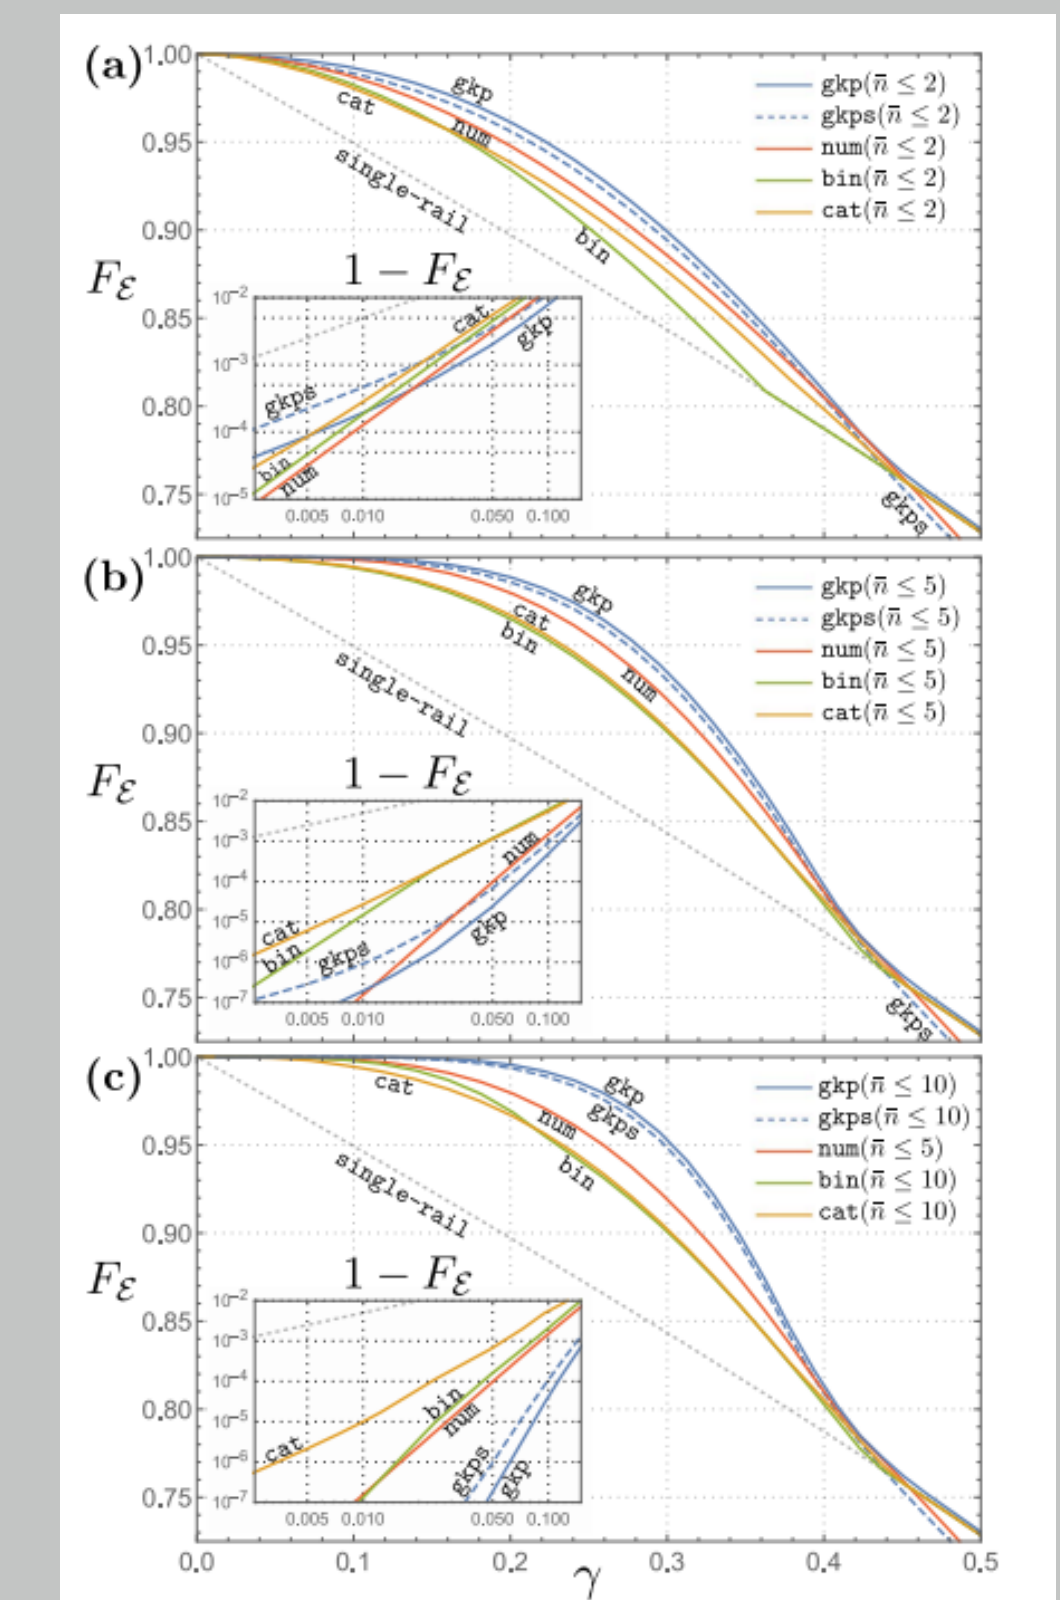 (a)
1.00
0.95
0.90
0.85
0.80
0.75
F_ℰ
gkp
cat
num
single-rail
bin
gkps
gkp(n̄ ≤ 2)
gkps(n̄ ≤ 2)
num(n̄ ≤ 2)
bin(n̄ ≤ 2)
cat(n̄ ≤ 2)
1 − F_ℰ
10⁻²
10⁻³
10⁻⁴
10⁻⁵
cat
gkp
gkps
bin
num
0.005 0.010 0.050 0.100
(b)
1.00
0.95
0.90
0.85
0.80
0.75
F_ℰ
gkp
cat
bin
num
single-rail
gkps
gkp(n̄ ≤ 5)
gkps(n̄ ≤ 5)
num(n̄ ≤ 5)
bin(n̄ ≤ 5)
cat(n̄ ≤ 5)
1 − F_ℰ
10⁻²
10⁻³
10⁻⁴
10⁻⁵
10⁻⁶
10⁻⁷
num
cat
bin
gkps
gkp
0.005 0.010 0.050 0.100
(c)
1.00
0.95
0.90
0.85
0.80
0.75
F_ℰ
cat
gkp
gkps
num
bin
single-rail
gkp(n̄ ≤ 10)
gkps(n̄ ≤ 10)
num(n̄ ≤ 5)
bin(n̄ ≤ 10)
cat(n̄ ≤ 10)
1 − F_ℰ
10⁻²
10⁻³
10⁻⁴
10⁻⁵
10⁻⁶
10⁻⁷
bin
num
cat
gkps
gkp
0.005 0.010 0.050 0.100
0.0 0.1 0.2 0.3 0.4 0.5
γ